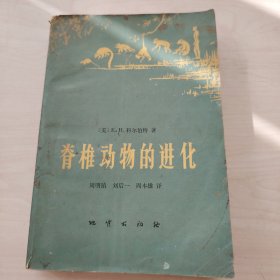 〔美〕E. H. 科尔伯特 著
脊椎动物的进化
周明镇 刘后一 周本雄 译
地质出版社